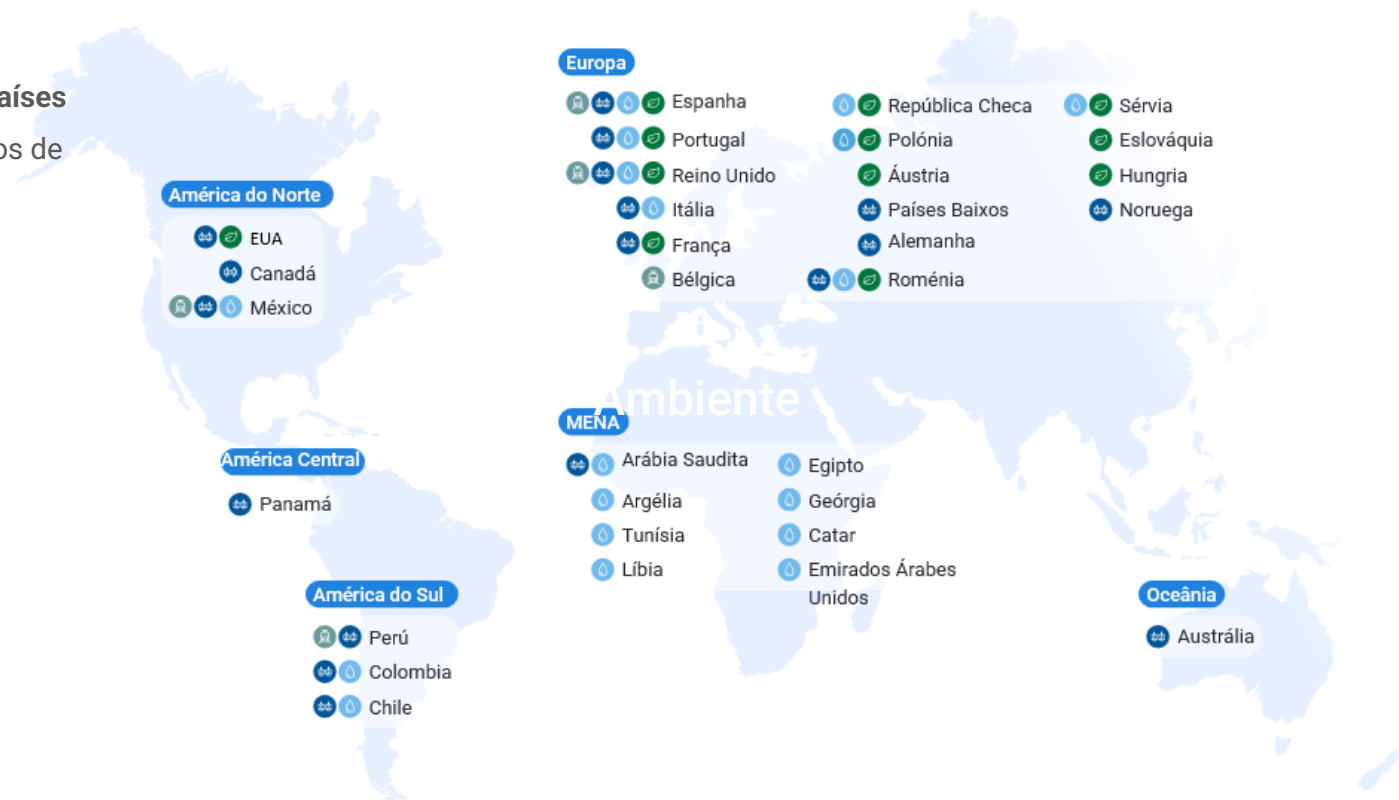 aíses
os de
América do Norte
EUA
Canadá
México
América Central
Panamá
América do Sul
Perú
Colombia
Chile
Europa
Espanha
Portugal
Reino Unido
Itália
França
Bélgica
República Checa
Polónia
Áustria
Países Baixos
Alemanha
Roménia
Sérvia
Eslováquia
Hungria
Noruega
Ambiente
MENA
Arábia Saudita
Argélia
Tunísia
Líbia
Egipto
Geórgia
Catar
Emirados Árabes
Unidos
Oceânia
Austrália